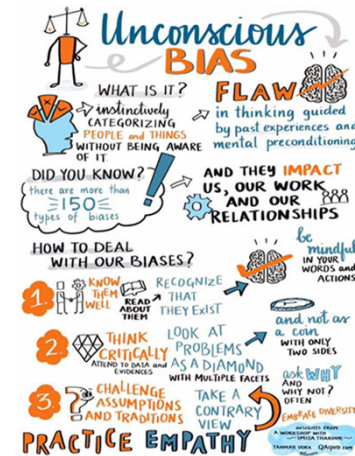 Unconscious
BIAS
WHAT IS IT?
instinctively
CATEGORIZING
PEOPLE and THINGS
WITHOUT BEING AWARE
OF IT.
FLAW
in thinking guided
by past experiences and
mental preconditioning
DID YOU KNOW?
there are more than
150
types of biases
AND THEY IMPACT
US, OUR WORK
AND OUR
RELATIONSHIPS
HOW TO DEAL
WITH OUR BIASES?
1.
KNOW
THEM
WELL
READ
ABOUT
THEM
RECOGNIZE
THAT
THEY EXIST
be
mindful
IN YOUR
WORDS and
ACTIONS
2.
THINK
CRITICALLY
ATTEND TO DATA and
EVIDENCES
LOOK AT
PROBLEMS
AS A DIAMOND
WITH MULTIPLE FACETS
and not as
a coin
WITH ONLY
TWO SIDES
3.
CHALLENGE
ASSUMPTIONS
AND TRADITIONS
TAKE A
CONTRARY
VIEW
ask WHY
AND
WHY NOT?
OFTEN
EMBRACE DIVERSITY
PRACTICE EMPATHY
INSIGHTS FROM
A WORKSHOP WITH
SMITA THAROOR
TANMAY VORA QAspire.com